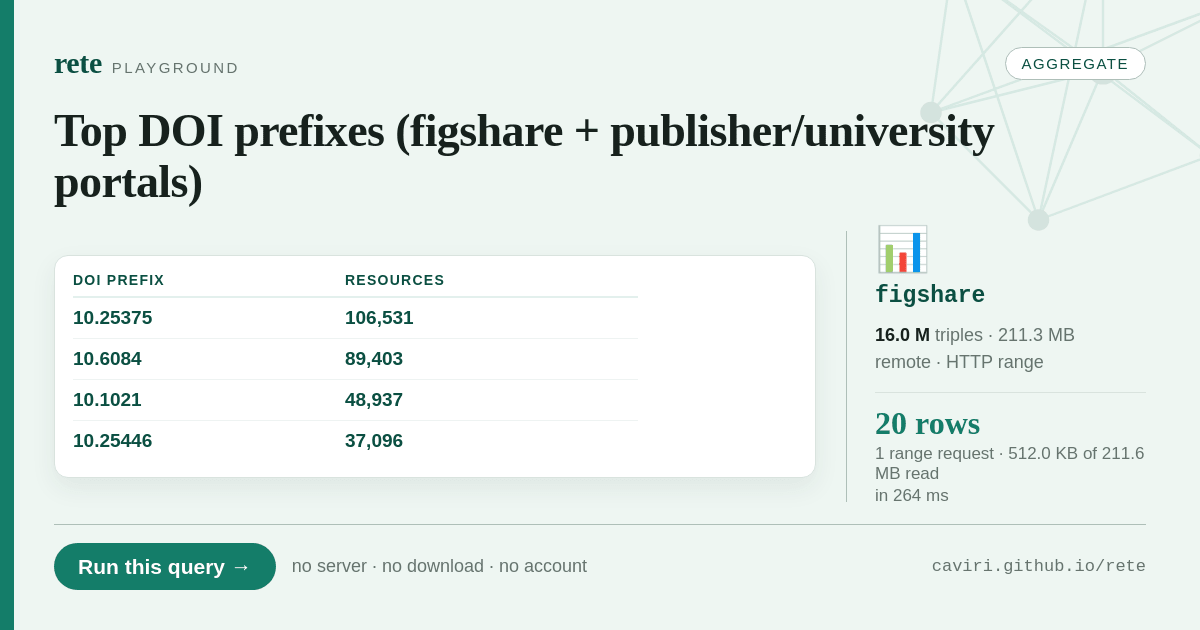 rete PLAYGROUND
AGGREGATE
Top DOI prefixes (figshare + publisher/university
portals)
DOI PREFIX RESOURCES
10.25375 106,531
10.6084 89,403
10.1021 48,937
10.25446 37,096
figshare
16.0 M triples · 211.3 MB
remote · HTTP range
20 rows
1 range request · 512.0 KB of 211.6
MB read
in 264 ms
Run this query →
no server · no download · no account
caviri.github.io/rete